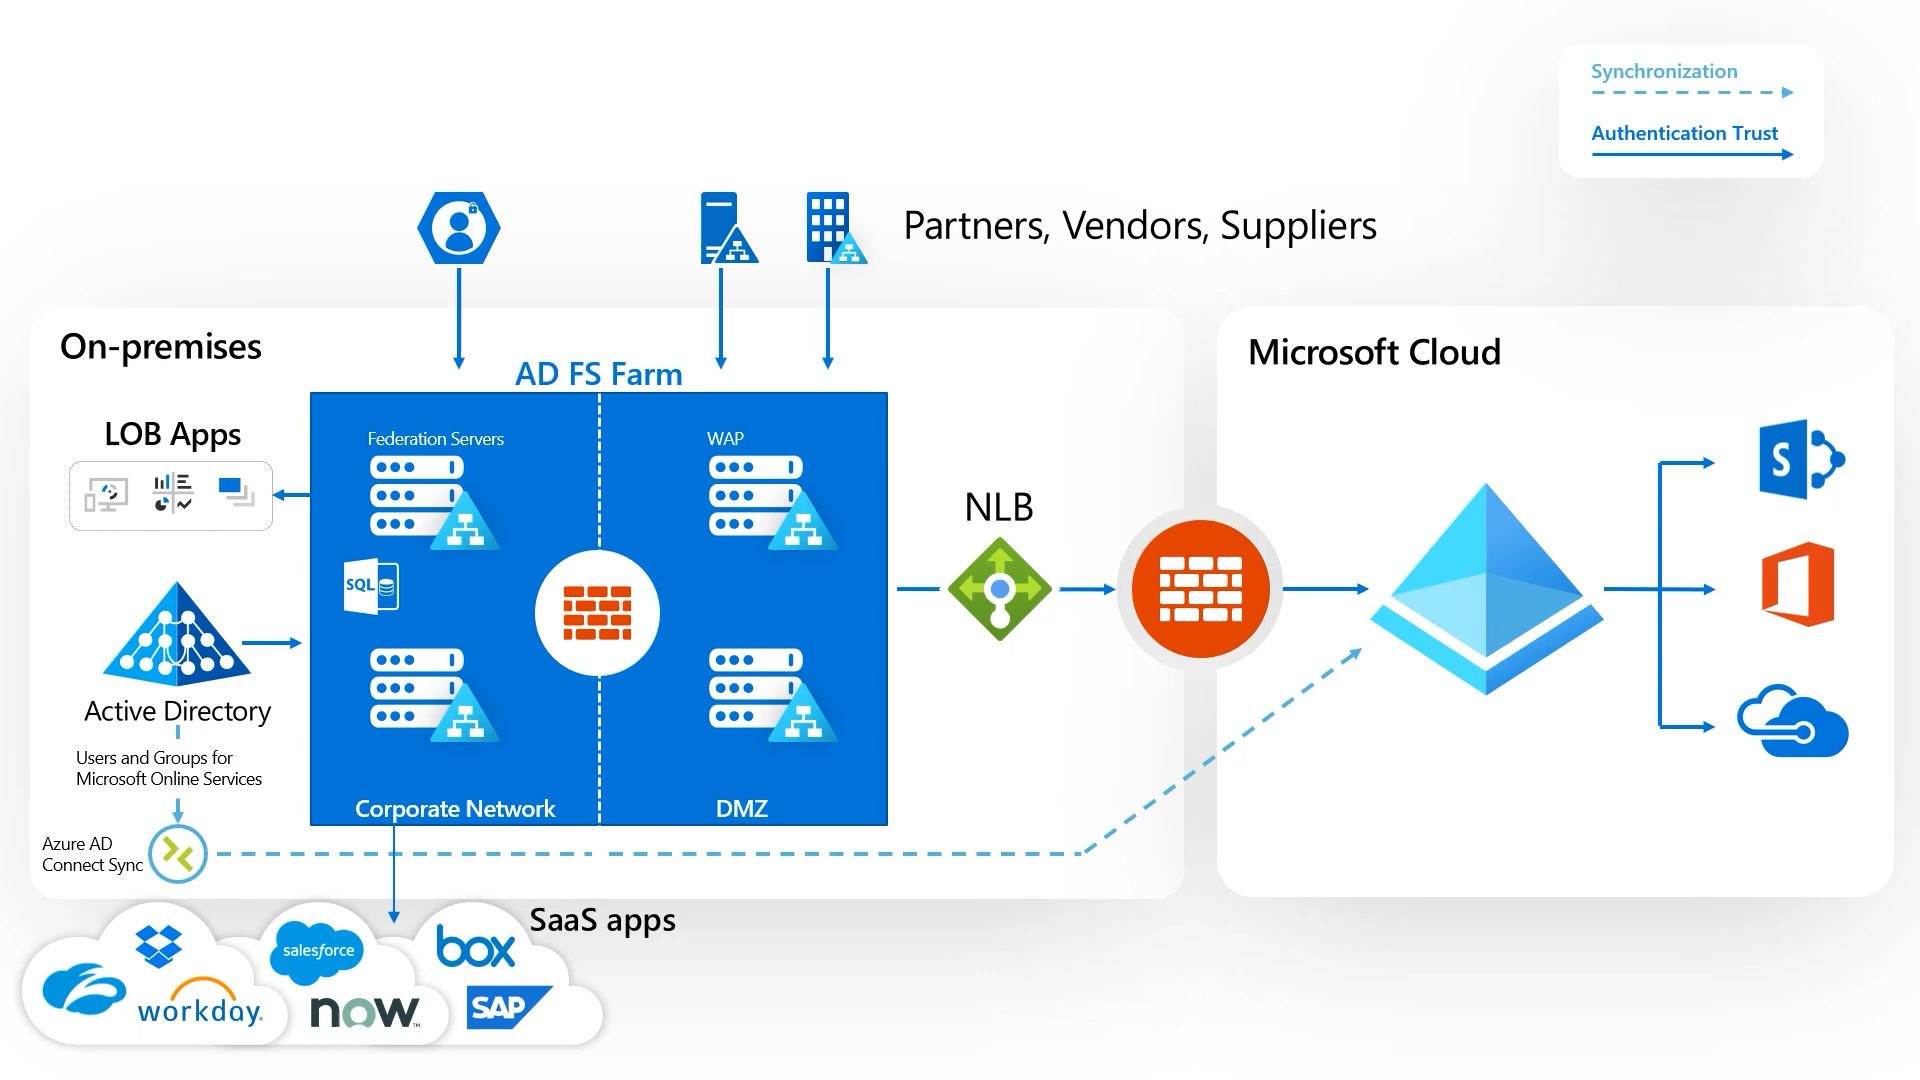 Synchronization
Authentication Trust
Partners, Vendors, Suppliers
On-premises
Microsoft Cloud
AD FS Farm
LOB Apps
Federation Servers
WAP
S
NLB
SQL
Active Directory
Users and Groups for
Microsoft Online Services
Corporate Network
DMZ
Azure AD
Connect Sync
SaaS apps
salesforce
box
workday.
now™
SAP